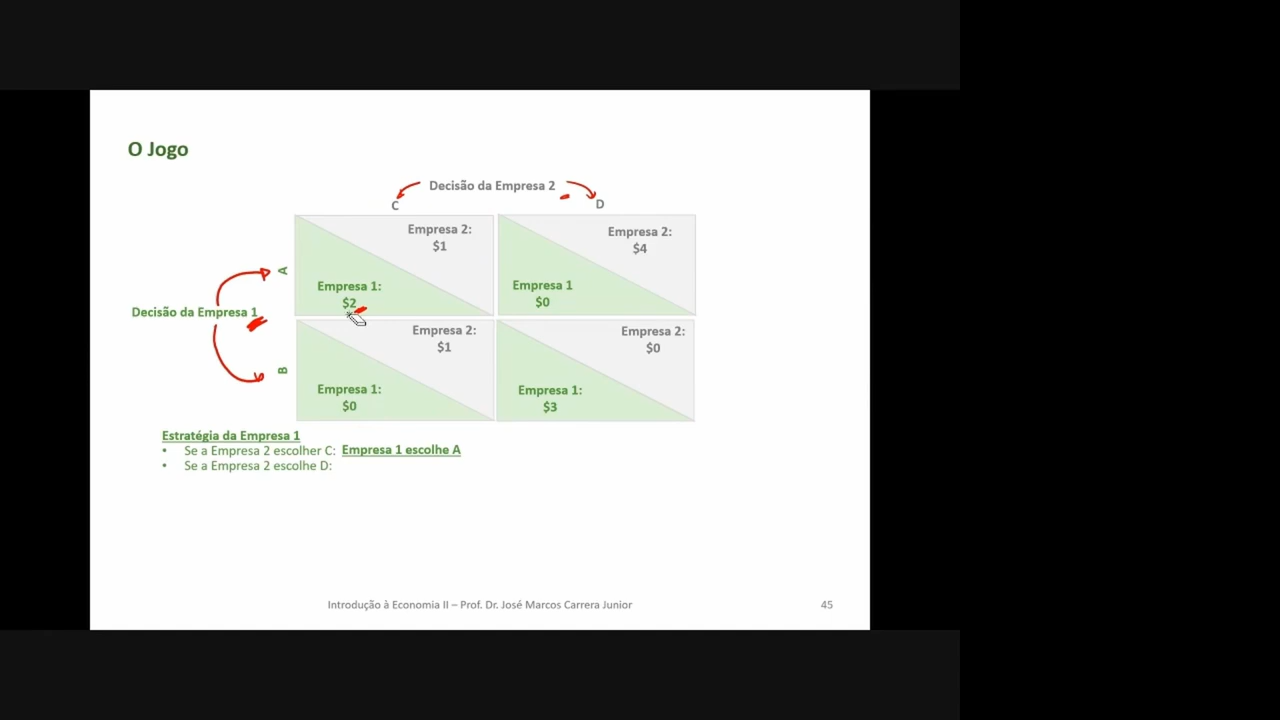 O Jogo
Decisão da Empresa 2
C
D
Empresa 2:
$1
Empresa 2:
$4
A
Empresa 1:
$2
Empresa 1
$0
Decisão da Empresa 1
Empresa 2:
$1
Empresa 2:
$0
B
Empresa 1:
$0
Empresa 1:
$3
Estratégia da Empresa 1
• Se a Empresa 2 escolher C: Empresa 1 escolhe A
• Se a Empresa 2 escolhe D:
Introdução à Economia II – Prof. Dr. José Marcos Carrera Junior
45